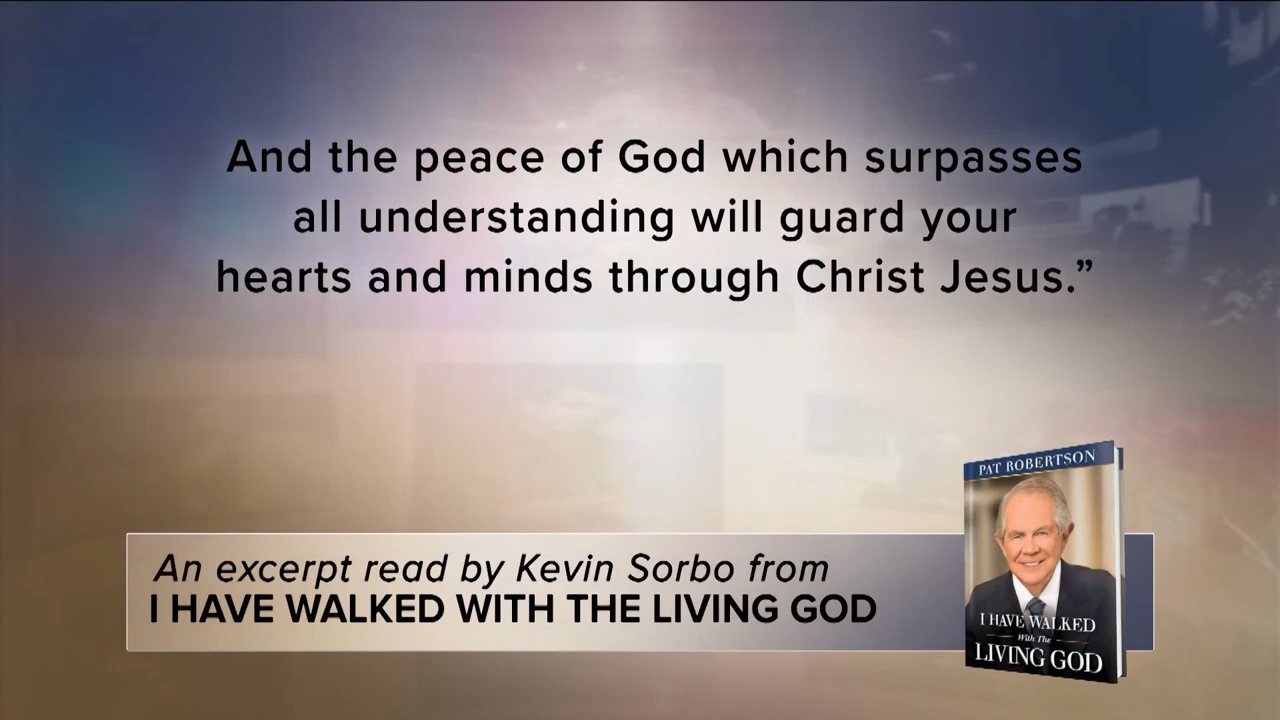 And the peace of God which surpasses
all understanding will guard your
hearts and minds through Christ Jesus.”
PAT ROBERTSON
An excerpt read by Kevin Sorbo from
I HAVE WALKED WITH THE LIVING GOD
I HAVE WALKED
With The
LIVING GOD